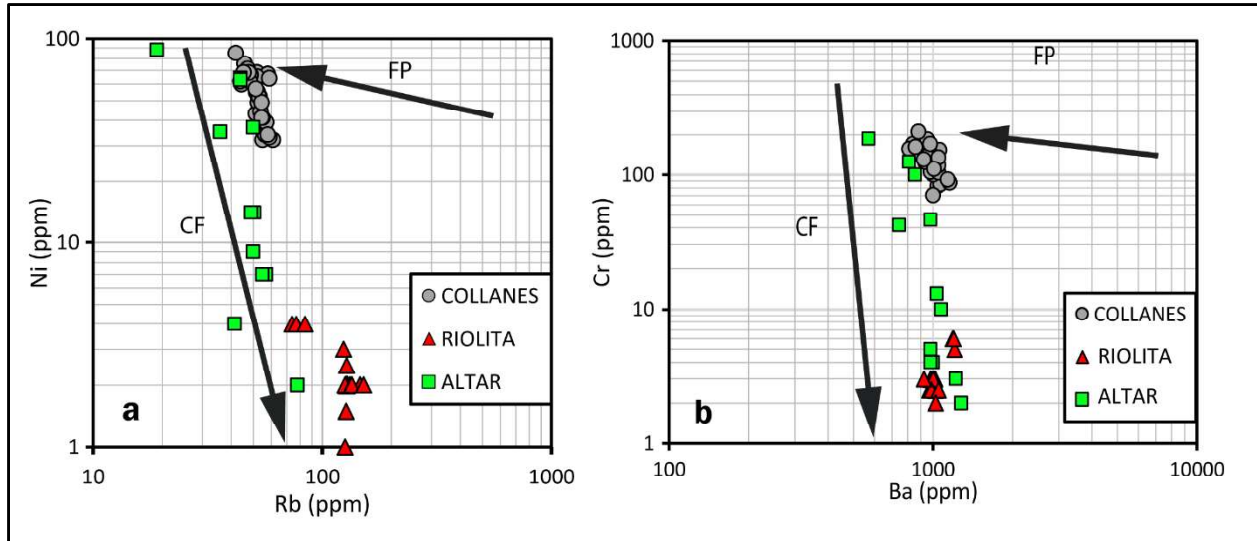 100
10
1
Ni (ppm)
10
100
1000
Rb (ppm)
FP
CF
a
COLLANES
RIOLITA
ALTAR
1000
100
10
1
Cr (ppm)
100
1000
10000
Ba (ppm)
FP
CF
b
COLLANES
RIOLITA
ALTAR